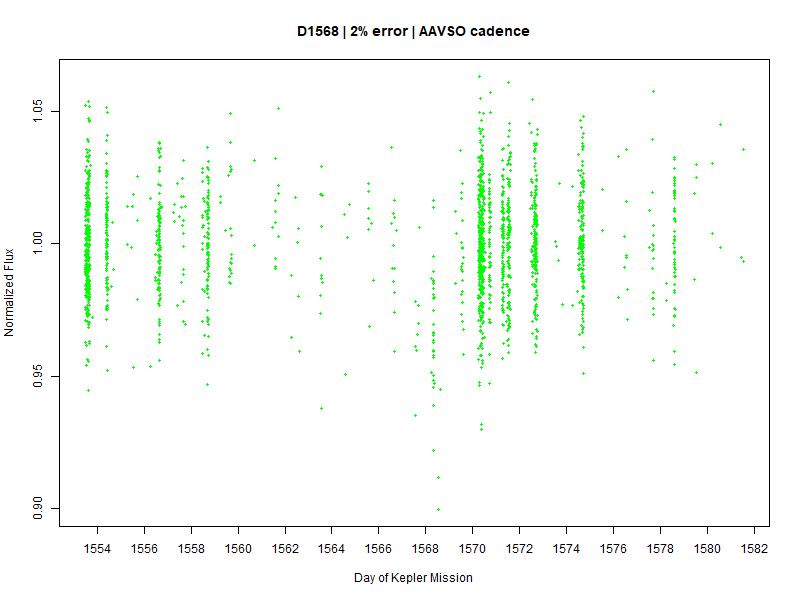 D1568 | 2% error | AAVSO cadence
Normalized Flux
1.05
1.00
0.95
0.90
1554 1556 1558 1560 1562 1564 1566 1568 1570 1572 1574 1576 1578 1580 1582
Day of Kepler Mission